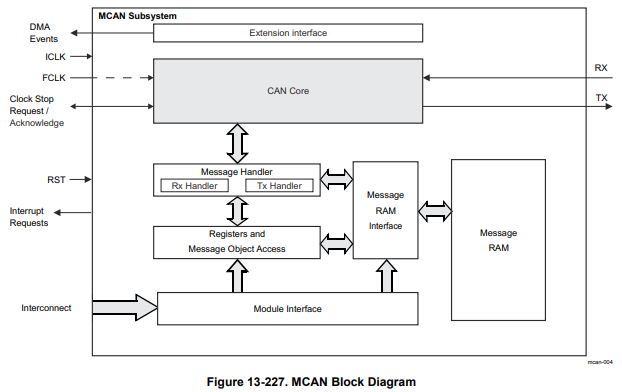 MCAN Subsystem
DMA
Events
Extension interface
ICLK
FCLK
CAN Core
RX
TX
Clock Stop
Request /
Acknowledge
Message Handler
Rx Handler
Tx Handler
RST
Interrupt
Requests
Registers and
Message Object Access
Message
RAM
Interface
Message
RAM
Interconnect
Module Interface
mcan-004
Figure 13-227. MCAN Block Diagram